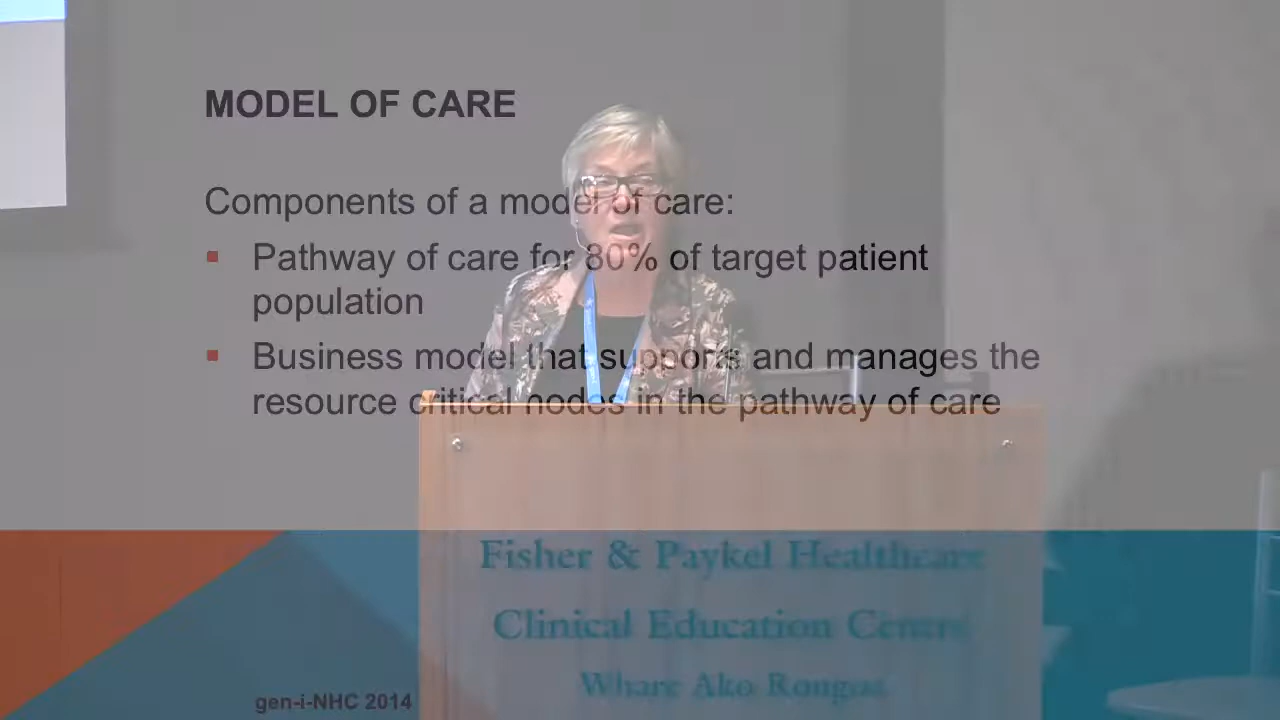 MODEL OF CARE
Components of a model of care:
Pathway of care for 80% of target patient
population
Business model that supports and manages the
resource critical nodes in the pathway of care
Fisher & Paykel Healthcare
Clinical Education Centre
Whare Ako Rongoa
gen-i-NHC 2014